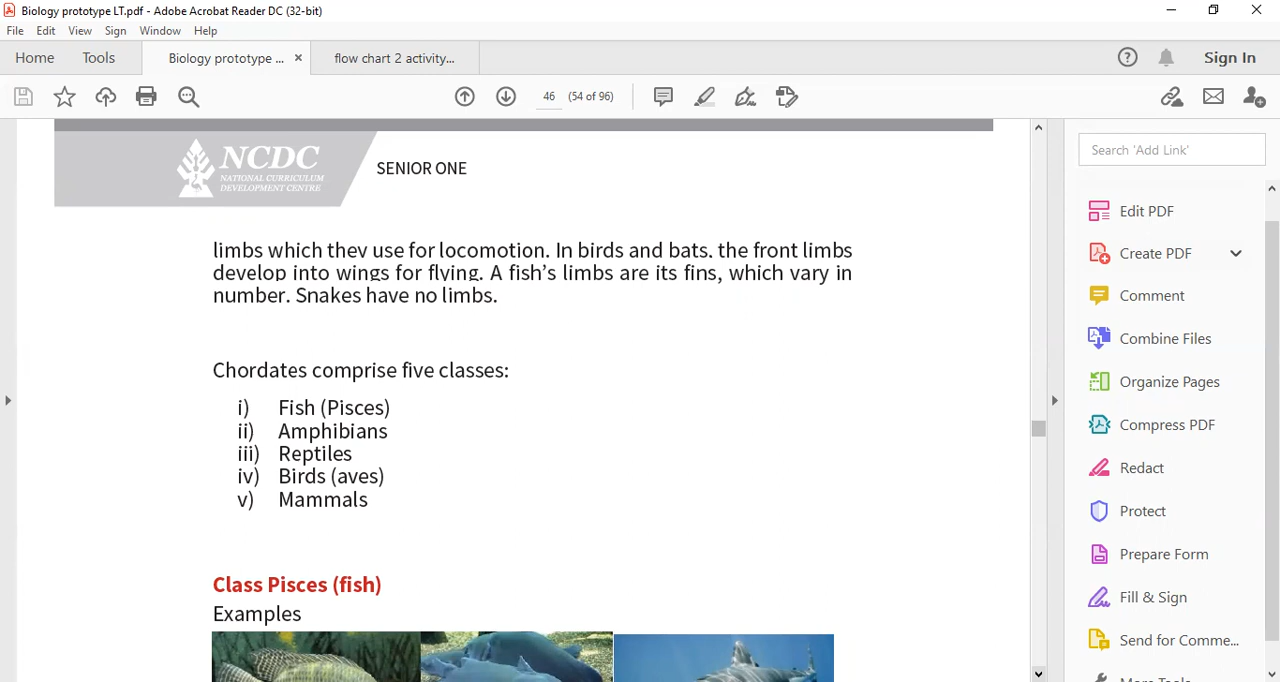 Biology prototype LT.pdf - Adobe Acrobat Reader DC (32-bit)
File Edit View Sign Window Help
Home Tools Biology prototype ... × flow chart 2 activity... Sign In
46 (54 of 96)
NCDC
NATIONAL CURRICULUM
DEVELOPMENT CENTRE
SENIOR ONE
limbs which they use for locomotion. In birds and bats, the front limbs
develop into wings for flying. A fish's limbs are its fins, which vary in
number. Snakes have no limbs.
Chordates comprise five classes:
i) Fish (Pisces)
ii) Amphibians
iii) Reptiles
iv) Birds (aves)
v) Mammals
Class Pisces (fish)
Examples
Search 'Add Link'
Edit PDF
Create PDF
Comment
Combine Files
Organize Pages
Compress PDF
Redact
Protect
Prepare Form
Fill & Sign
Send for Comme...
More Tools